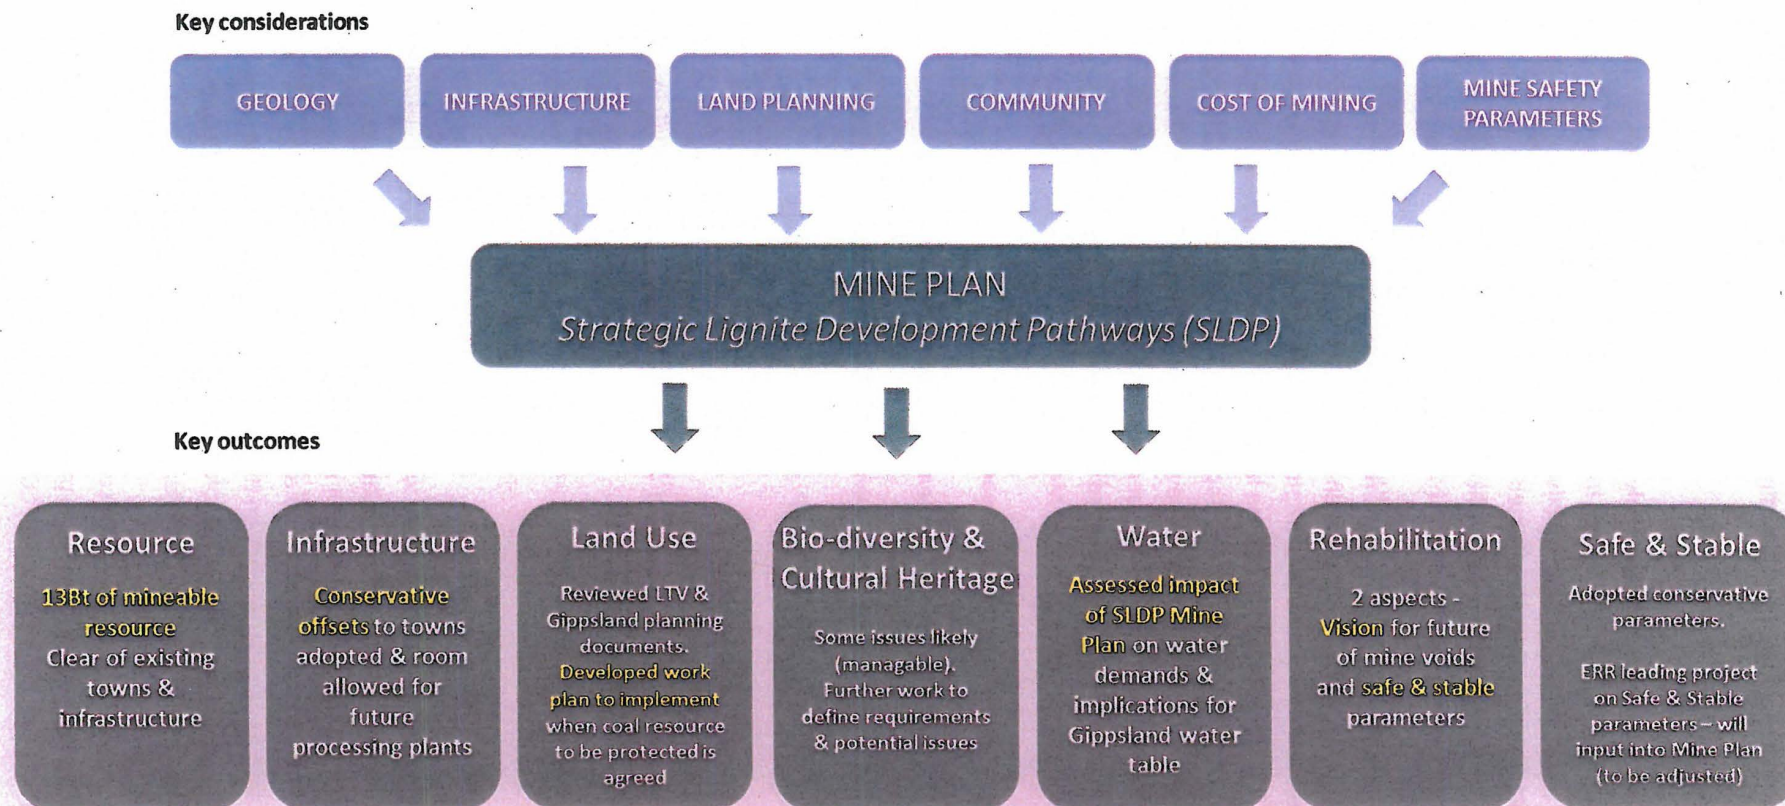 Key considerations
GEOLOGY
INFRASTRUCTURE
LAND PLANNING
COMMUNITY
COST OF MINING
MINE SAFETY
PARAMETERS
MINE PLAN
Strategic Lignite Development Pathways (SLDP)
Key outcomes
Resource
13Bt of mineable
resource
Clear of existing
towns &
infrastructure
Infrastructure
Conservative
offsets to towns
adopted & room
allowed for
future
processing plants
Land Use
Reviewed LTV &
Gippsland planning
documents.
Developed work
plan to implement
when coal resource
to be protected is
agreed
Bio-diversity &
Cultural Heritage
Some issues likely
(managable).
Further work to
define requirements
& potential issues
Water
Assessed impact
of SLDP Mine
Plan on water
demands &
implications for
Gippsland water
table
Rehabilitation
2 aspects -
Vision for future
of mine voids
and safe & stable
parameters
Safe & Stable
Adopted conservative
parameters.
ERR leading project
on Safe & Stable
parameters – will
input into Mine Plan
(to be adjusted)